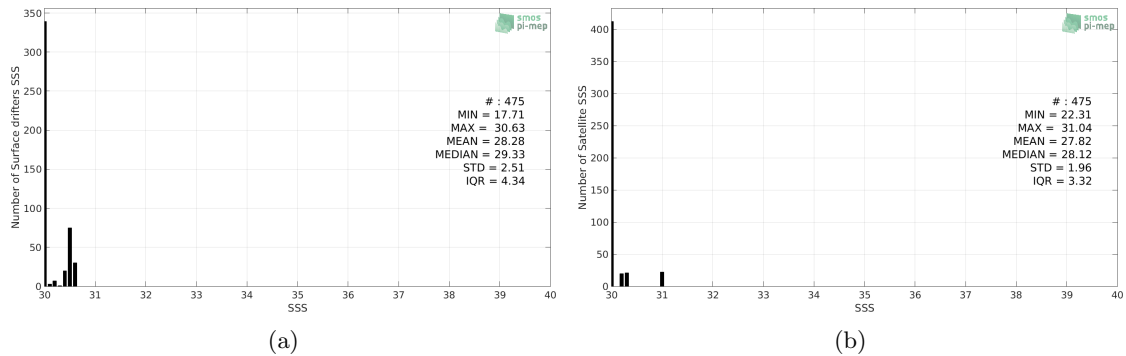 smos
pi-mep
350
300
250
200
150
100
50
0
Number of Surface drifters SSS
# : 475
MIN = 17.71
MAX = 30.63
MEAN = 28.28
MEDIAN = 29.33
STD = 2.51
IQR = 4.34
30 31 32 33 34 35 36 37 38 39 40
SSS
(a)
smos
pi-mep
400
350
300
250
200
150
100
50
0
Number of Satellite SSS
# : 475
MIN = 22.31
MAX = 31.04
MEAN = 27.82
MEDIAN = 28.12
STD = 1.96
IQR = 3.32
30 31 32 33 34 35 36 37 38 39 40
SSS
(b)